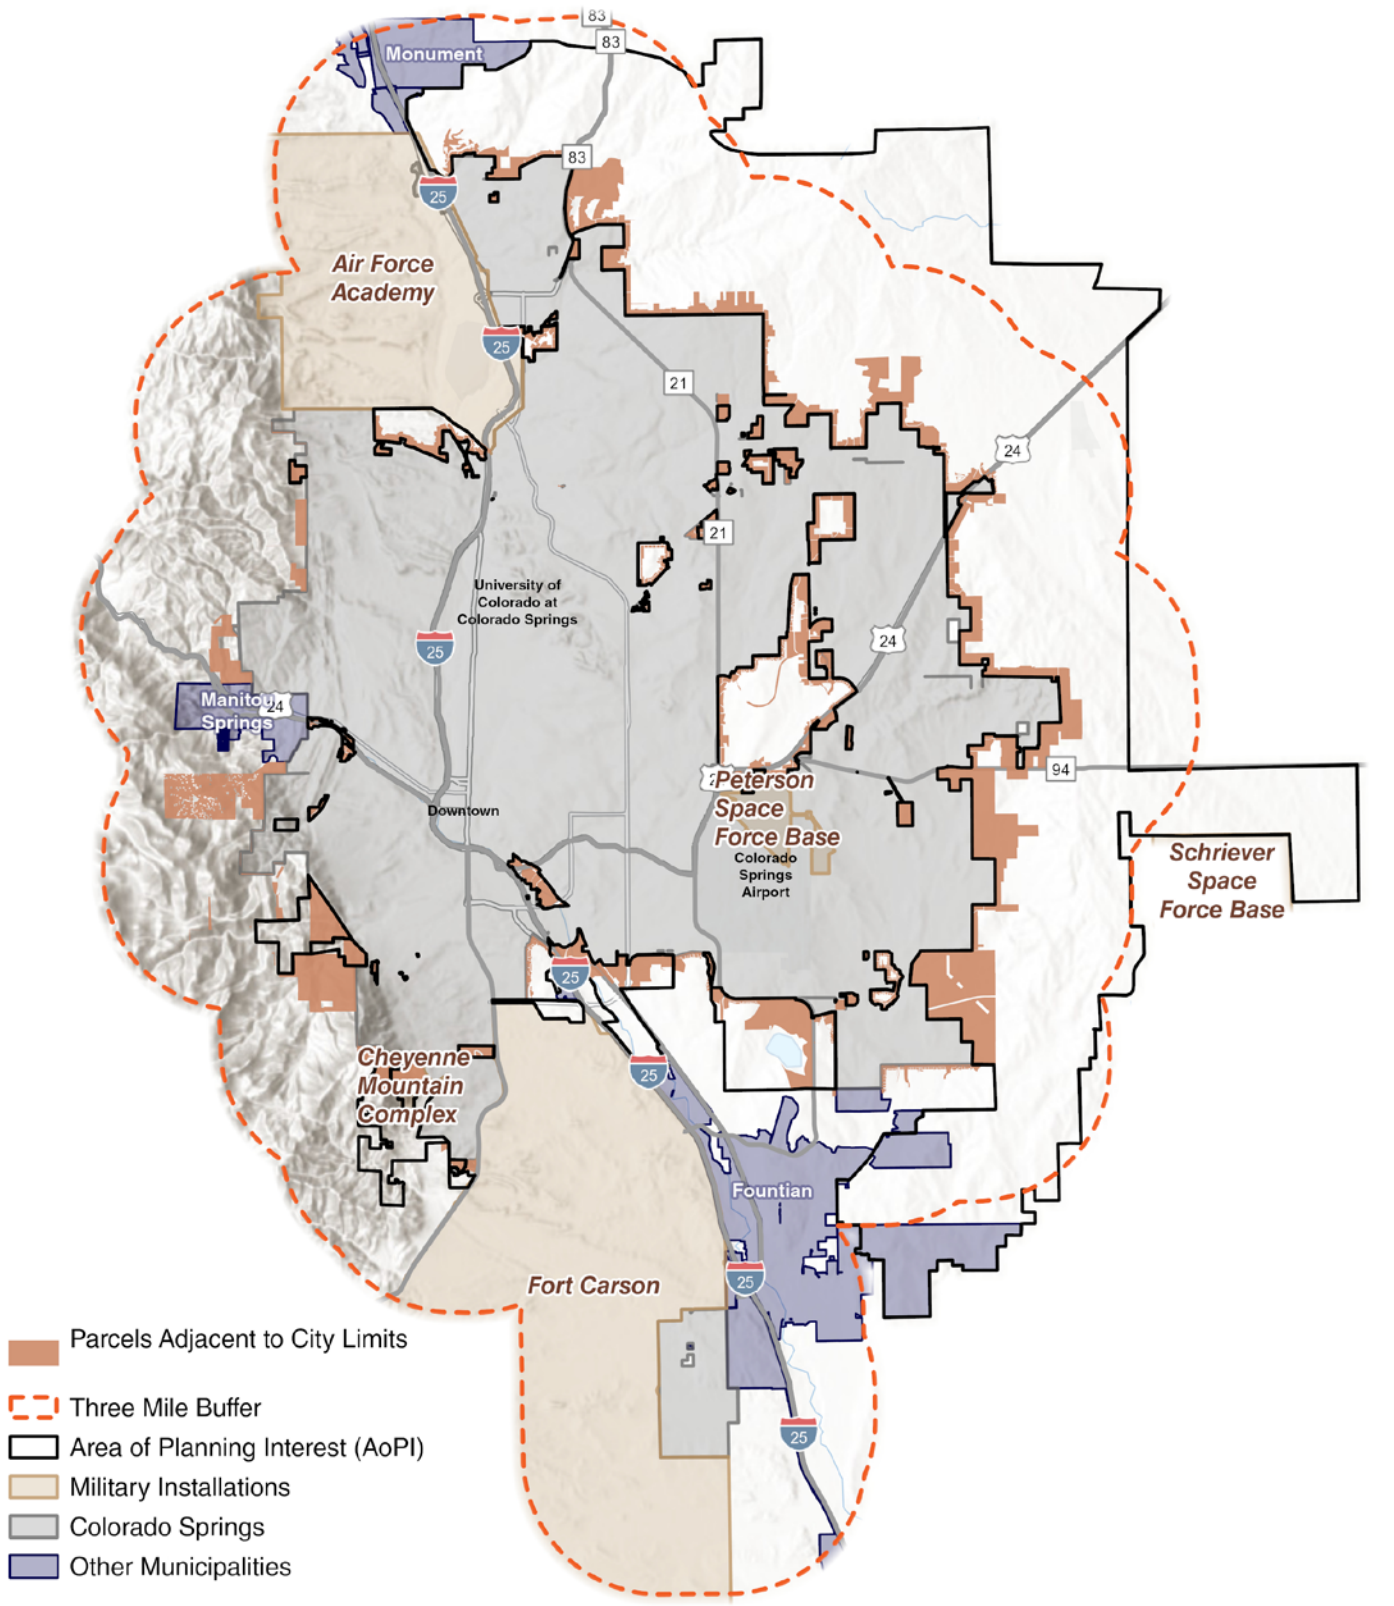 83
83
Monument
83
25
Air Force
Academy
25
21
24
21
University of
Colorado at
Colorado Springs
24
25
Manitou
Springs
24
94
Peterson
Space
Force Base
Downtown
Colorado
Springs
Airport
Schriever
Space
Force Base
25
Cheyenne
Mountain
Complex
25
Fountian
25
Fort Carson
25
Parcels Adjacent to City Limits
Three Mile Buffer
Area of Planning Interest (AoPI)
Military Installations
Colorado Springs
Other Municipalities